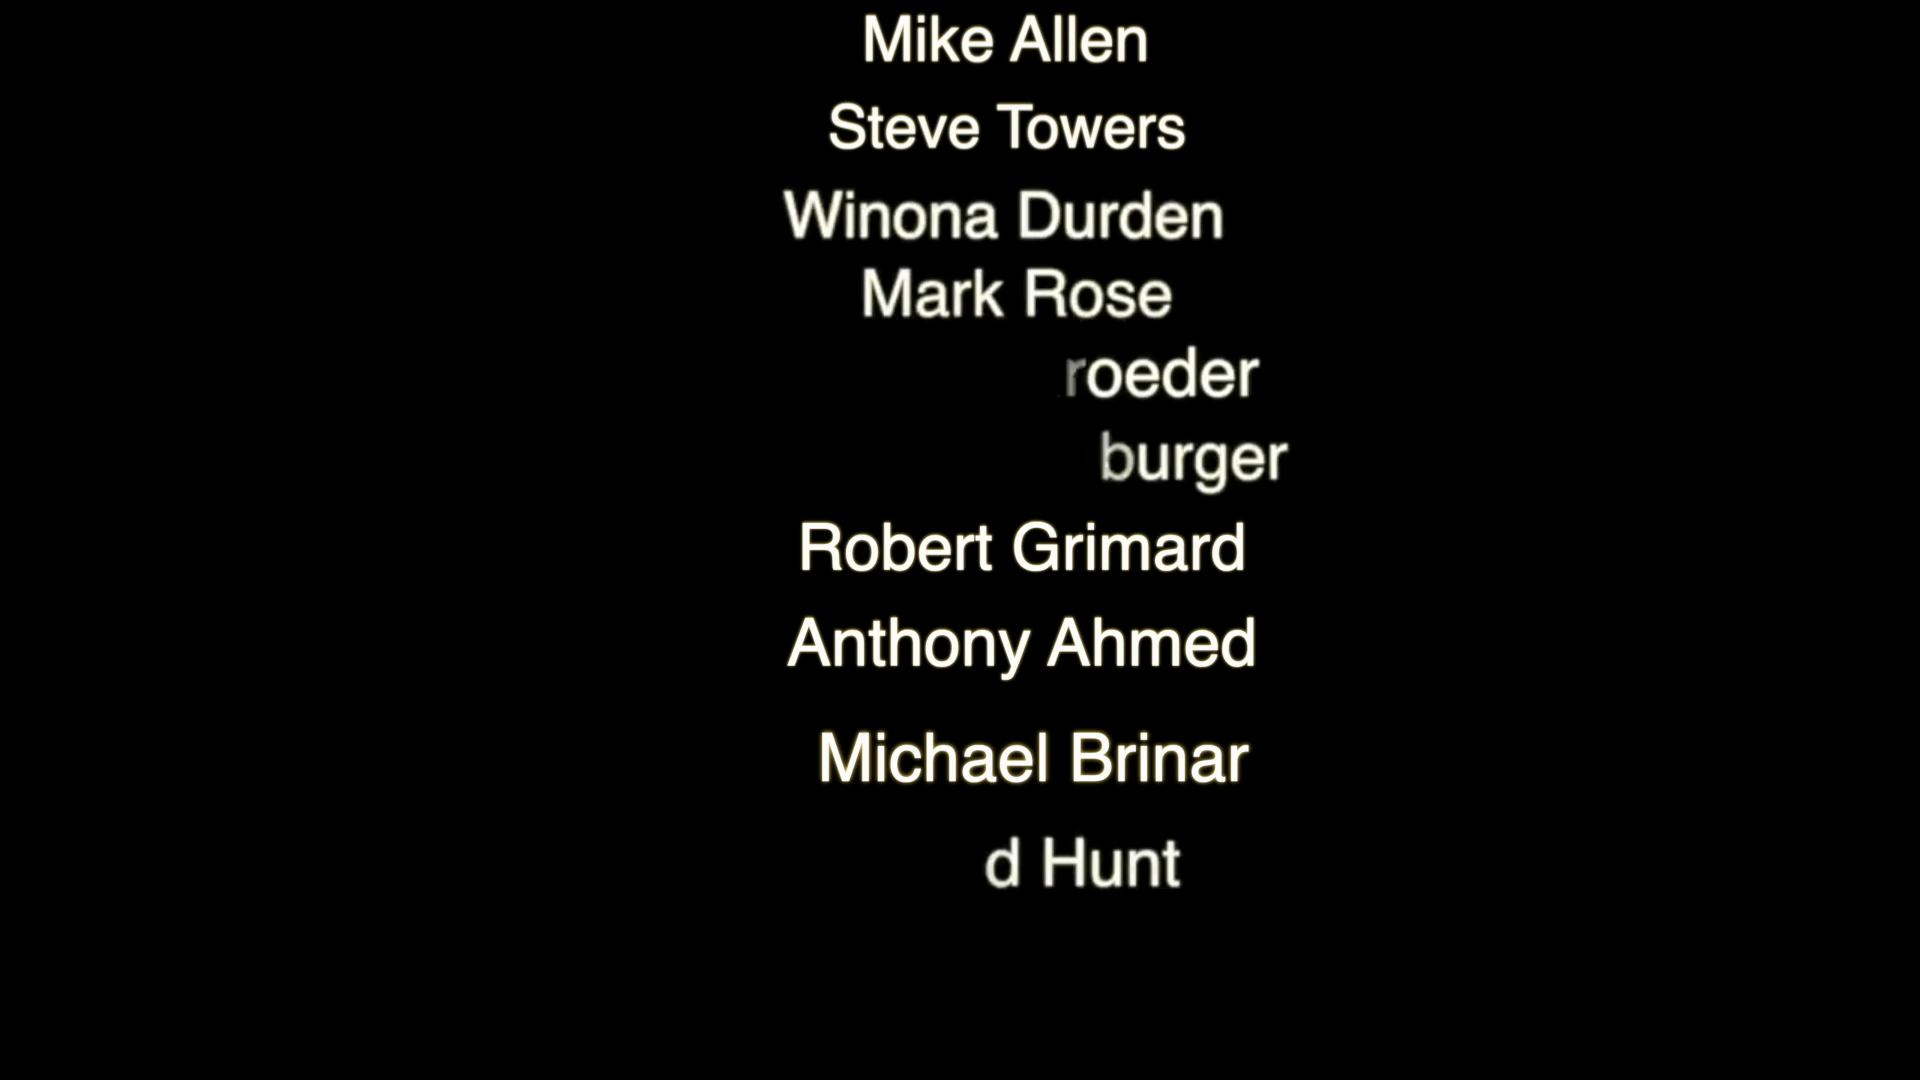 Mike Allen
Steve Towers
Winona Durden
Mark Rose
roeder
burger
Robert Grimard
Anthony Ahmed
Michael Brinar
d Hunt